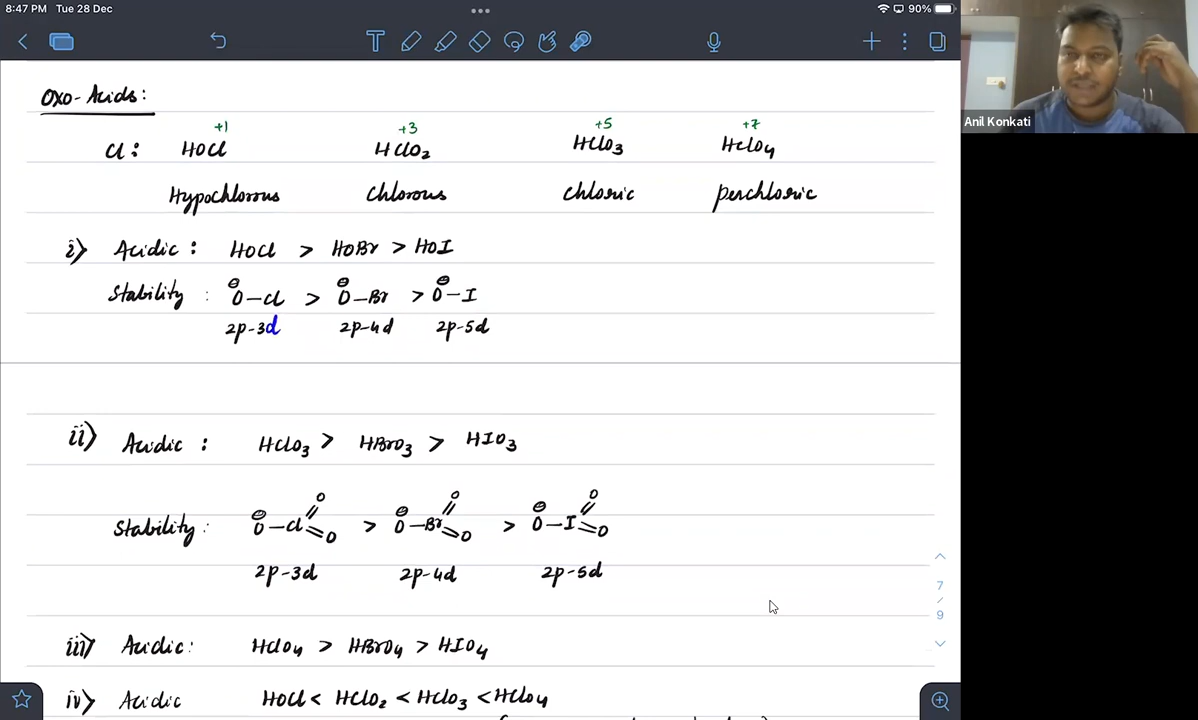 8:47 PM Tue 28 Dec 90%
Anil Konkati
Oxo-Acids:
+1 +3 +5 +7
Cl: HOCl HClO2 HClO3 HClO4
Hypochlorous Chlorous chloric perchloric
i) Acidic: HOCl > HOBr > HOI
Stability: ⊖ ⊖ ⊖
O-Cl > O-Br > O-I
2p-3d 2p-4d 2p-5d
ii) Acidic: HClO3 > HBrO3 > HIO3
O O O
Stability: ⊖O-Cl=O > ⊖O-Br=O > ⊖O-I=O
2p-3d 2p-4d 2p-5d
7
/
9
iii) Acidic: HClO4 > HBrO4 > HIO4
iv) Acidic HOCl < HClO2 < HClO3 < HClO4